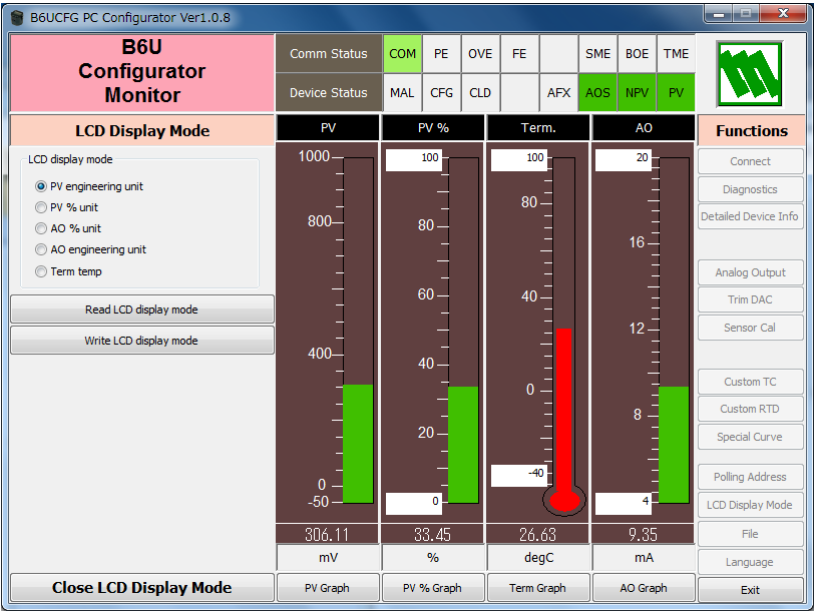 B6UCFG PC Configurator Ver1.0.8
B6U
Configurator
Monitor
Comm Status COM PE OVE FE SME BOE TME
Device Status MAL CFG CLD AFX AOS NPV PV
LCD Display Mode
LCD display mode
PV engineering unit
PV % unit
AO % unit
AO engineering unit
Term temp
Read LCD display mode
Write LCD display mode
Close LCD Display Mode
PV
1000
800
400
0
-50
306.11
mV
PV Graph
PV %
100
80
60
40
20
0
33.45
%
PV % Graph
Term.
100
80
40
0
-40
26.63
degC
Term Graph
AO
20
16
12
8
4
9.35
mA
AO Graph
Functions
Connect
Diagnostics
Detailed Device Info
Analog Output
Trim DAC
Sensor Cal
Custom TC
Custom RTD
Special Curve
Polling Address
LCD Display Mode
File
Language
Exit